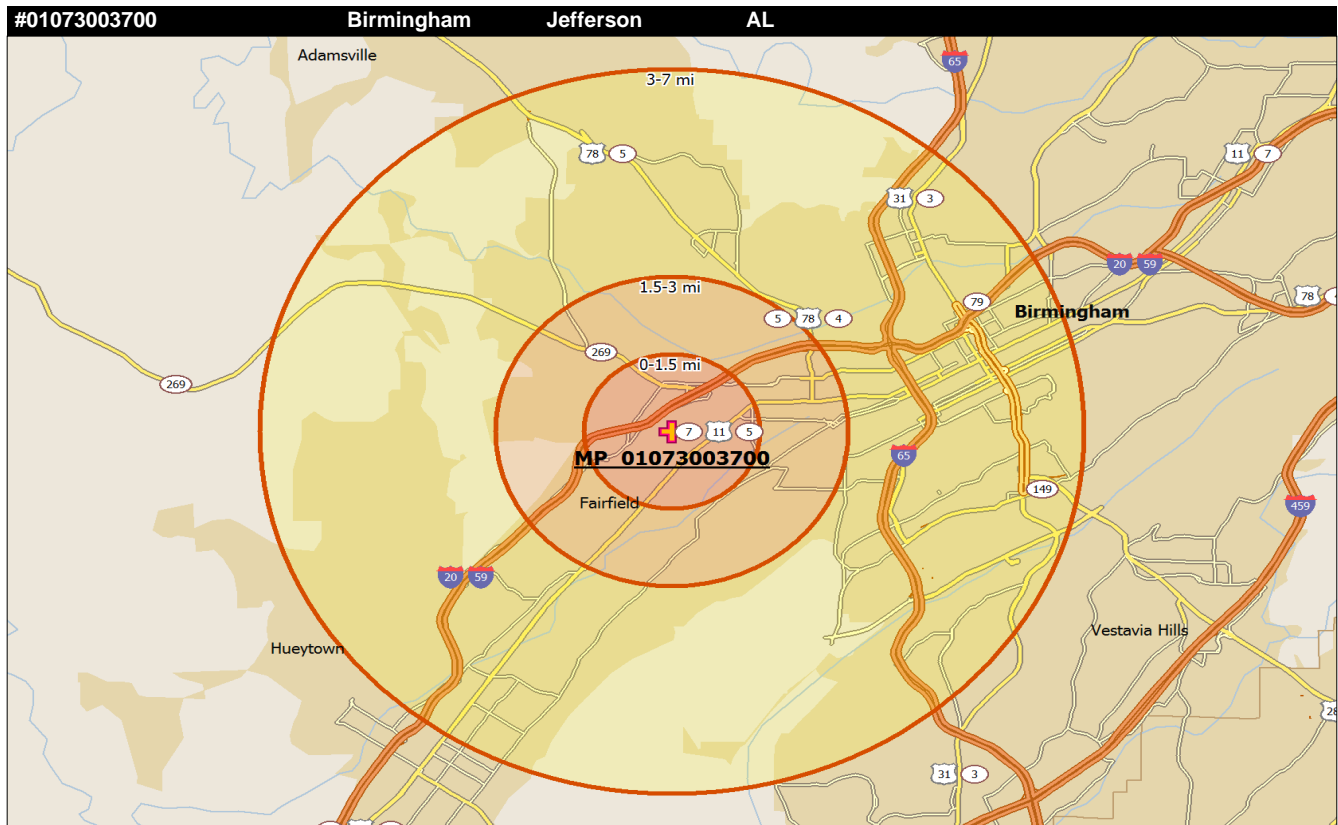 #01073003700 Birmingham Jefferson AL
Adamsville
65
3-7 mi
78 5
11 7
31 3
20 59
1.5-3 mi
78
79
Birmingham
5 78 4
269
0-1.5 mi
269
7 11 5
MP 01073003700
65
149
Fairfield
459
20 59
Vestavia Hills
Hueytown
28
31 3